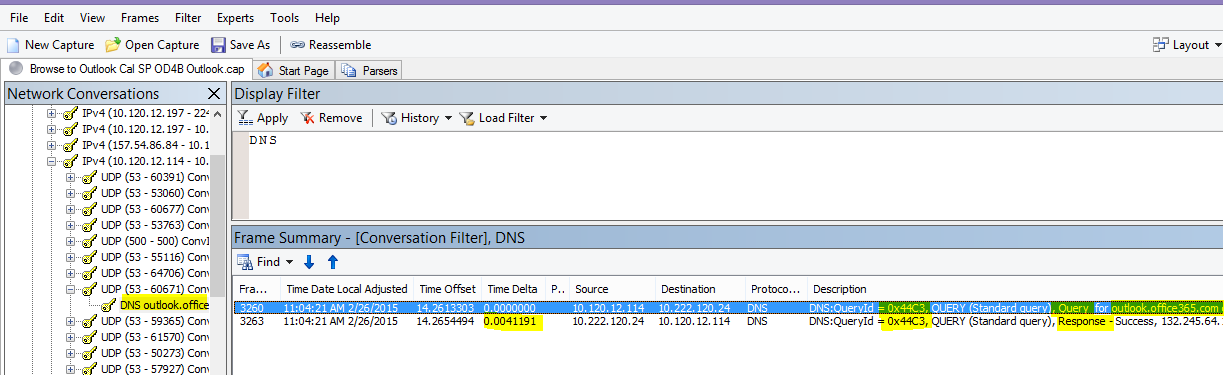 File Edit View Frames Filter Experts Tools Help
New Capture Open Capture Save As Reassemble Layout
Browse to Outlook Cal SP OD4B Outlook.cap Start Page Parsers
Network Conversations
IPv4 (10.120.12.197 - 224
IPv4 (10.120.12.197 - 10.
IPv4 (157.54.86.84 - 10.1
IPv4 (10.120.12.114 - 10.
UDP (53 - 60391) Conv
UDP (53 - 53060) Conv
UDP (53 - 60677) Conv
UDP (53 - 53763) Conv
UDP (500 - 500) ConvI
UDP (53 - 55116) Conv
UDP (53 - 64706) Conv
UDP (53 - 60671) Conv
DNS outlook.office
UDP (53 - 59365) Conv
UDP (53 - 61570) Conv
UDP (53 - 50273) Conv
UDP (53 - 57927) Conv
Display Filter
Apply Remove History Load Filter
DNS
Frame Summary - [Conversation Filter], DNS
Find
Fra... Time Date Local Adjusted Time Offset Time Delta P.. Source Destination Protoco... Description
3260 11:04:21 AM 2/26/2015 14.2613303 0.0000000 10.120.12.114 10.222.120.24 DNS DNS:QueryId = 0x44C3, QUERY (Standard query), Query for outlook.office365.com
3263 11:04:21 AM 2/26/2015 14.2654494 0.0041191 10.222.120.24 10.120.12.114 DNS DNS:QueryId = 0x44C3, QUERY (Standard query), Response - Success, 132.245.64.